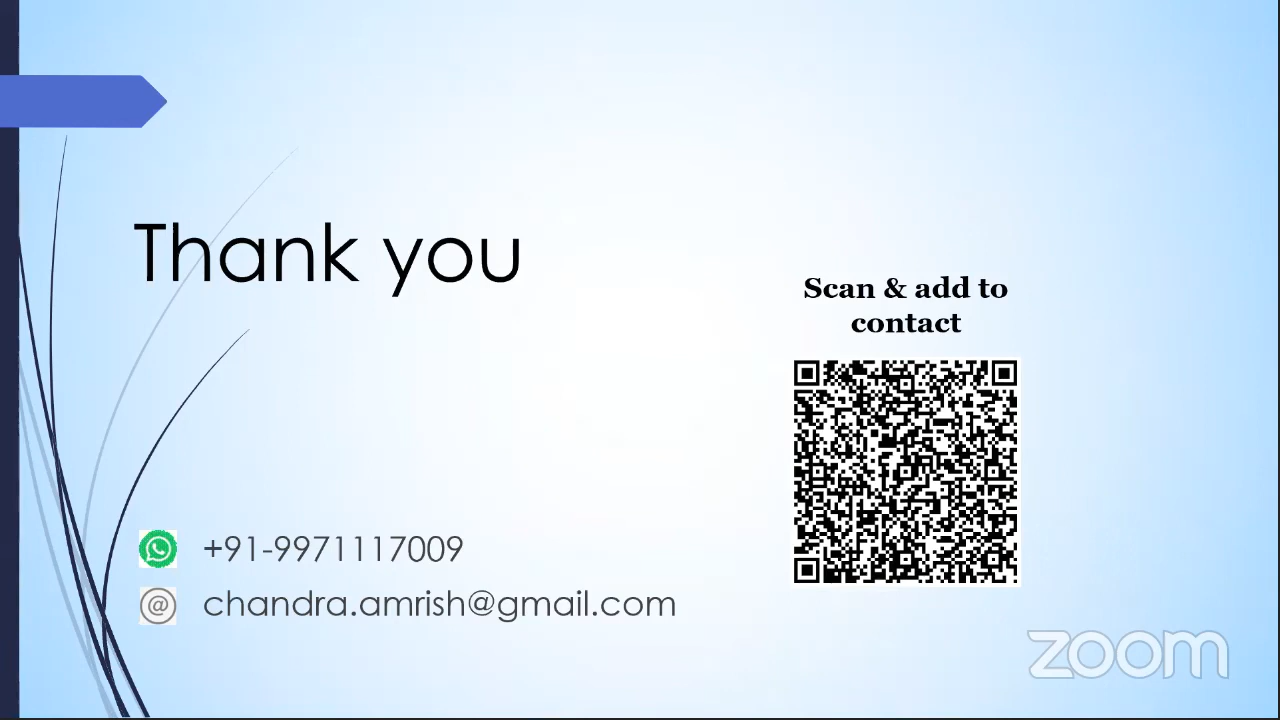 Thank you
Scan & add to
contact
+91-9971117009
chandra.amrish@gmail.com
zoom